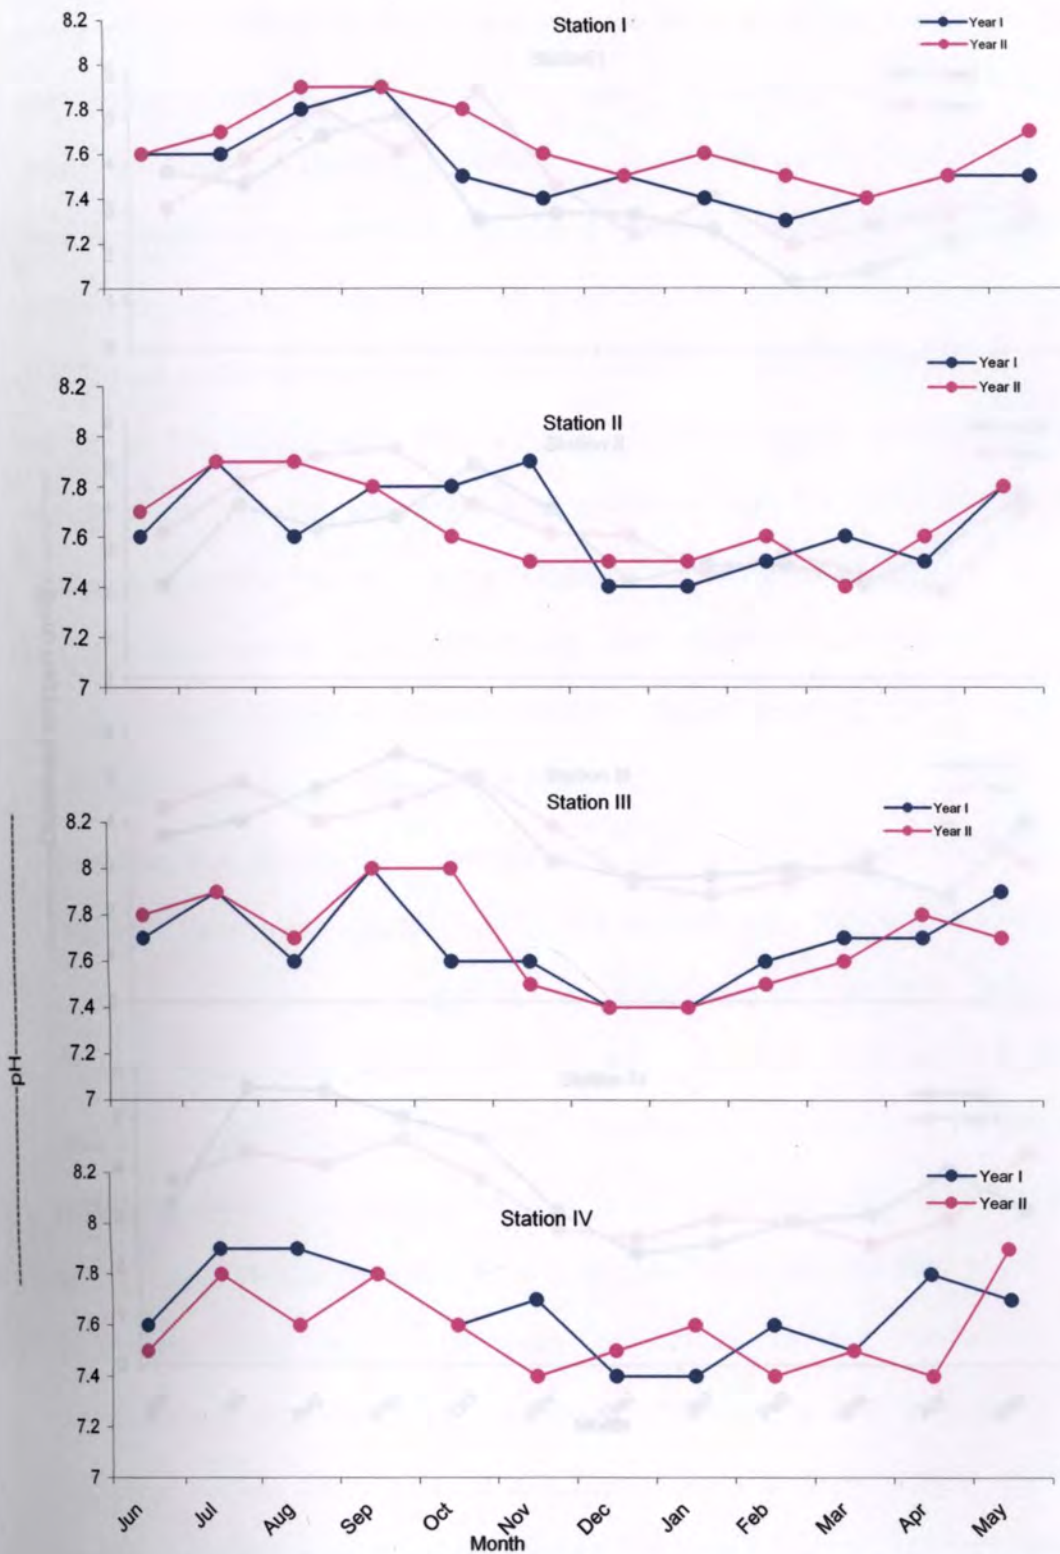 Station I
Year I
Year II
8.2
8
7.8
7.6
7.4
7.2
7
Station II
Year I
Year II
8.2
8
7.8
7.6
7.4
7.2
7
Station III
Year I
Year II
8.2
8
7.8
7.6
7.4
7.2
7
pH
Station IV
Year I
Year II
8.2
8
7.8
7.6
7.4
7.2
7
Jun Jul Aug Sep Oct Nov Dec Jan Feb Mar Apr May
Month